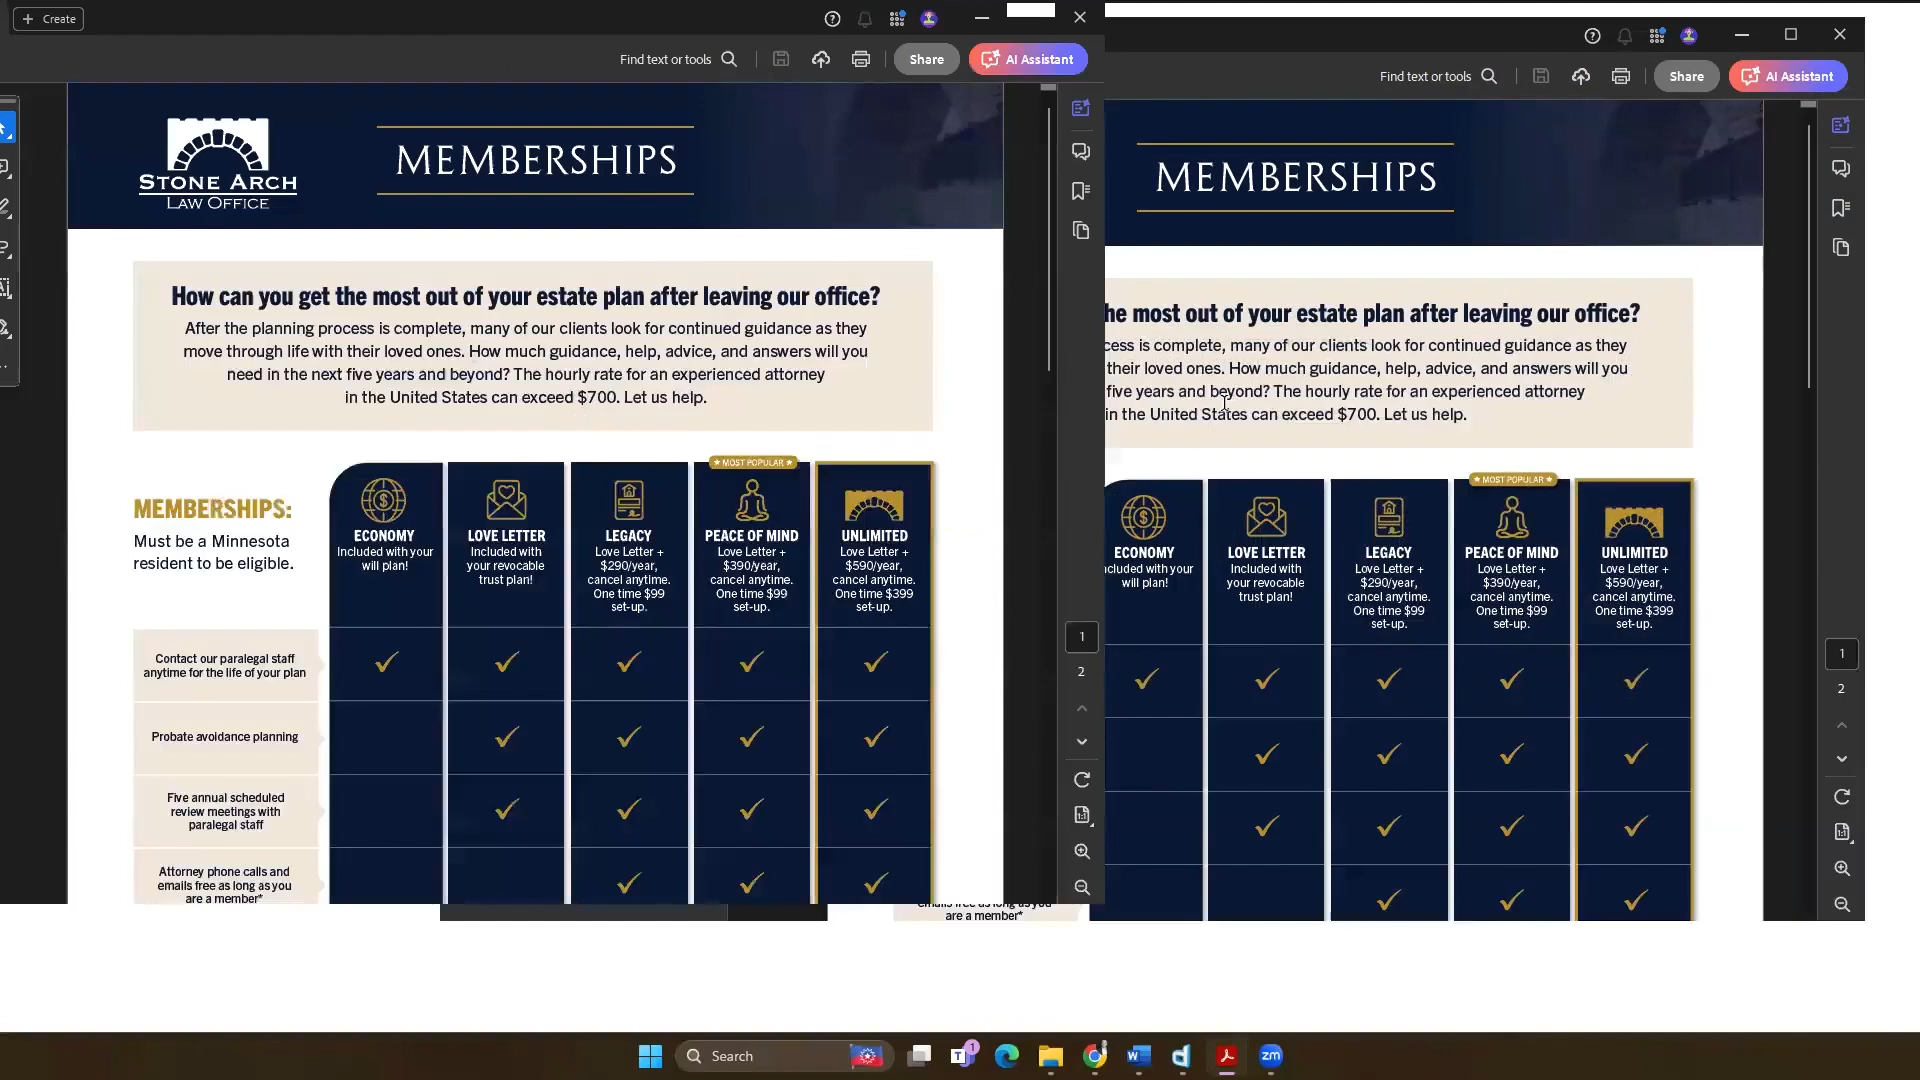 Create
Find text or tools
Share
AI Assistant
STONE ARCH
LAW OFFICE
MEMBERSHIPS
How can you get the most out of your estate plan after leaving our office?
After the planning process is complete, many of our clients look for continued guidance as they
move through life with their loved ones. How much guidance, help, advice, and answers will you
need in the next five years and beyond? The hourly rate for an experienced attorney
in the United States can exceed $700. Let us help.
MEMBERSHIPS:
Must be a Minnesota
resident to be eligible.
ECONOMY
Included with your
will plan!
LOVE LETTER
Included with
your revocable
trust plan!
LEGACY
Love Letter +
$290/year,
cancel anytime.
One time $99
set-up.
★ MOST POPULAR ★
PEACE OF MIND
Love Letter +
$390/year,
cancel anytime.
One time $99
set-up.
UNLIMITED
Love Letter +
$590/year,
cancel anytime.
One time $399
set-up.
Contact our paralegal staff
anytime for the life of your plan
Probate avoidance planning
Five annual scheduled
review meetings with
paralegal staff
Attorney phone calls and
emails free as long as you
are a member*
1
2
Find text or tools
Share
AI Assistant
MEMBERSHIPS
the most out of your estate plan after leaving our office?
cess is complete, many of our clients look for continued guidance as they
their loved ones. How much guidance, help, advice, and answers will you
five years and beyond? The hourly rate for an experienced attorney
in the United States can exceed $700. Let us help.
ECONOMY
cluded with your
will plan!
LOVE LETTER
Included with
your revocable
trust plan!
LEGACY
Love Letter +
$290/year,
cancel anytime.
One time $99
set-up.
★ MOST POPULAR ★
PEACE OF MIND
Love Letter +
$390/year,
cancel anytime.
One time $99
set-up.
UNLIMITED
Love Letter +
$590/year,
cancel anytime.
One time $399
set-up.
emails free as long as you
are a member*
1
2
Search
1
zm